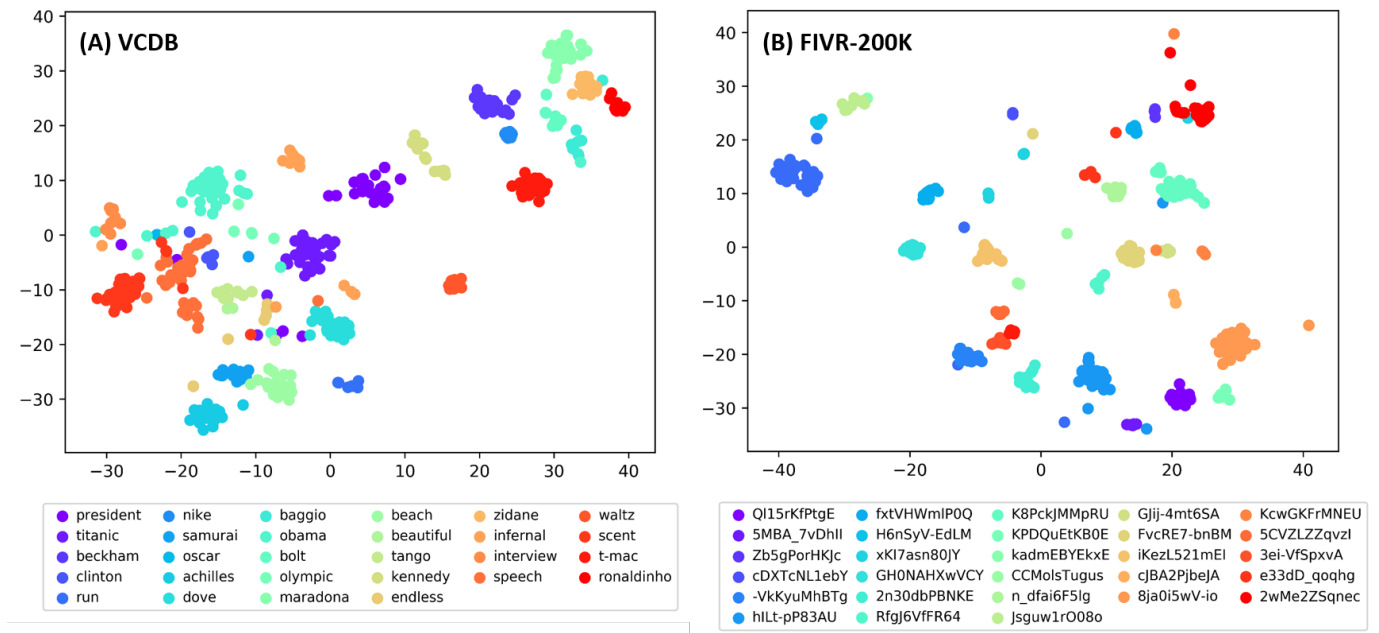 (A) VCDB
40
30
20
10
0
−10
−20
−30
−30 −20 −10 0 10 20 30 40
president nike baggio beach zidane waltz
titanic samurai obama beautiful infernal scent
beckham oscar bolt tango interview t-mac
clinton achilles olympic kennedy speech ronaldinho
run dove maradona endless
(B) FIVR-200K
40
30
20
10
0
−10
−20
−30
−40 −20 0 20 40
QI15rKfPtgE fxtVHWmIP0Q K8PckJMMpRU GJij-4mt6SA KcwGKFrMNEU
5MBA_7vDhII H6nSyV-EdLM KPDQuEtKB0E FvcRE7-bnBM 5CVZLZZqvzI
Zb5gPorHKJc xKI7asn80JY kadmEBYEkxE iKezL521mEI 3ei-VfSpxvA
cDXTcNL1ebY GH0NAHXwVCY CCMolsTugus cJBA2PjbeJA e33dD_qoqhg
-VkKyuMhBTg 2n30dbPBNKE n_dfai6F5lg 8ja0i5wV-io 2wMe2ZSqnec
hILt-pP83AU RfgJ6VfFR64 Jsguw1rO08o